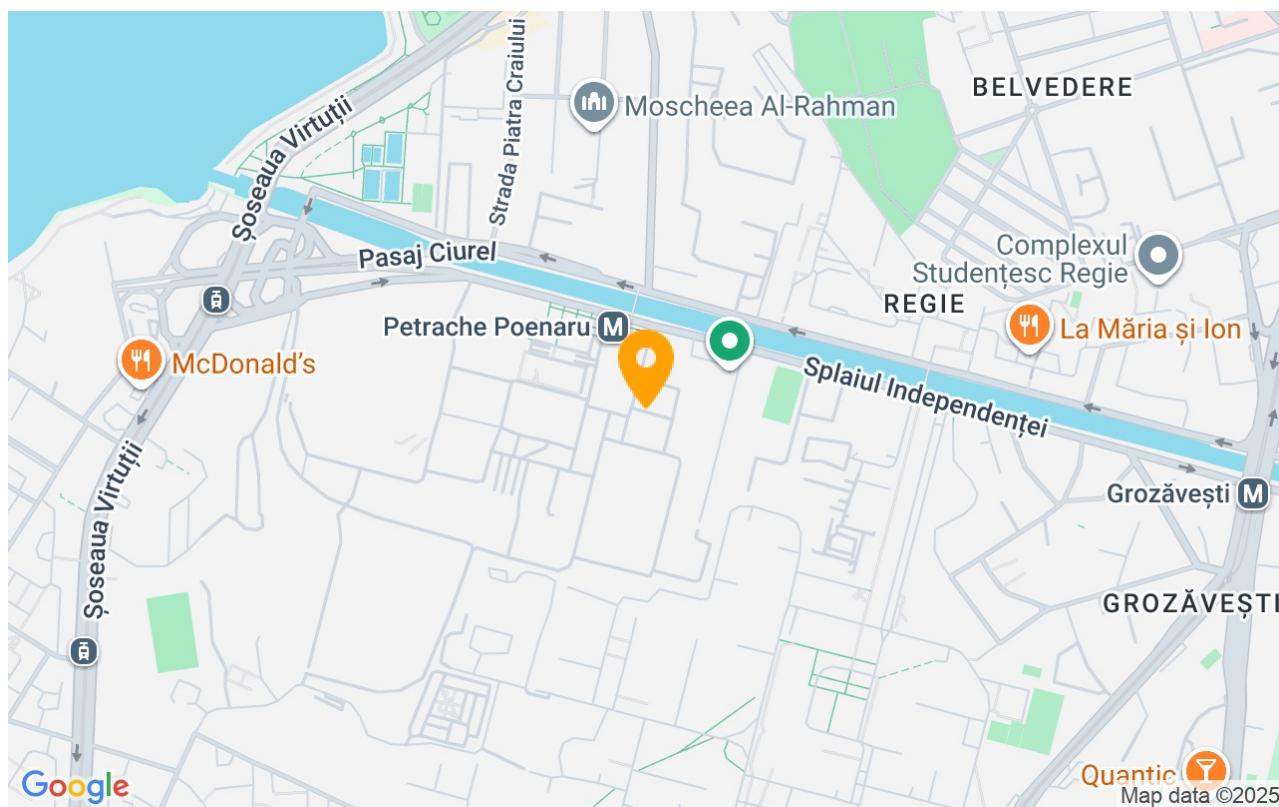 BELVEDERE
Strada Piatra Craiului
Moscheea Al-Rahman
Șoseaua Virtuții
Pasaj Ciurel
Complexul
Studențesc Regie
REGIE
Petrache Poenaru
M
La Măria și Ion
McDonald's
Splaiul Independenței
Șoseaua Virtuții
Grozăvești
M
GROZĂVEȘTI
Quantic
Google
Map data ©2025